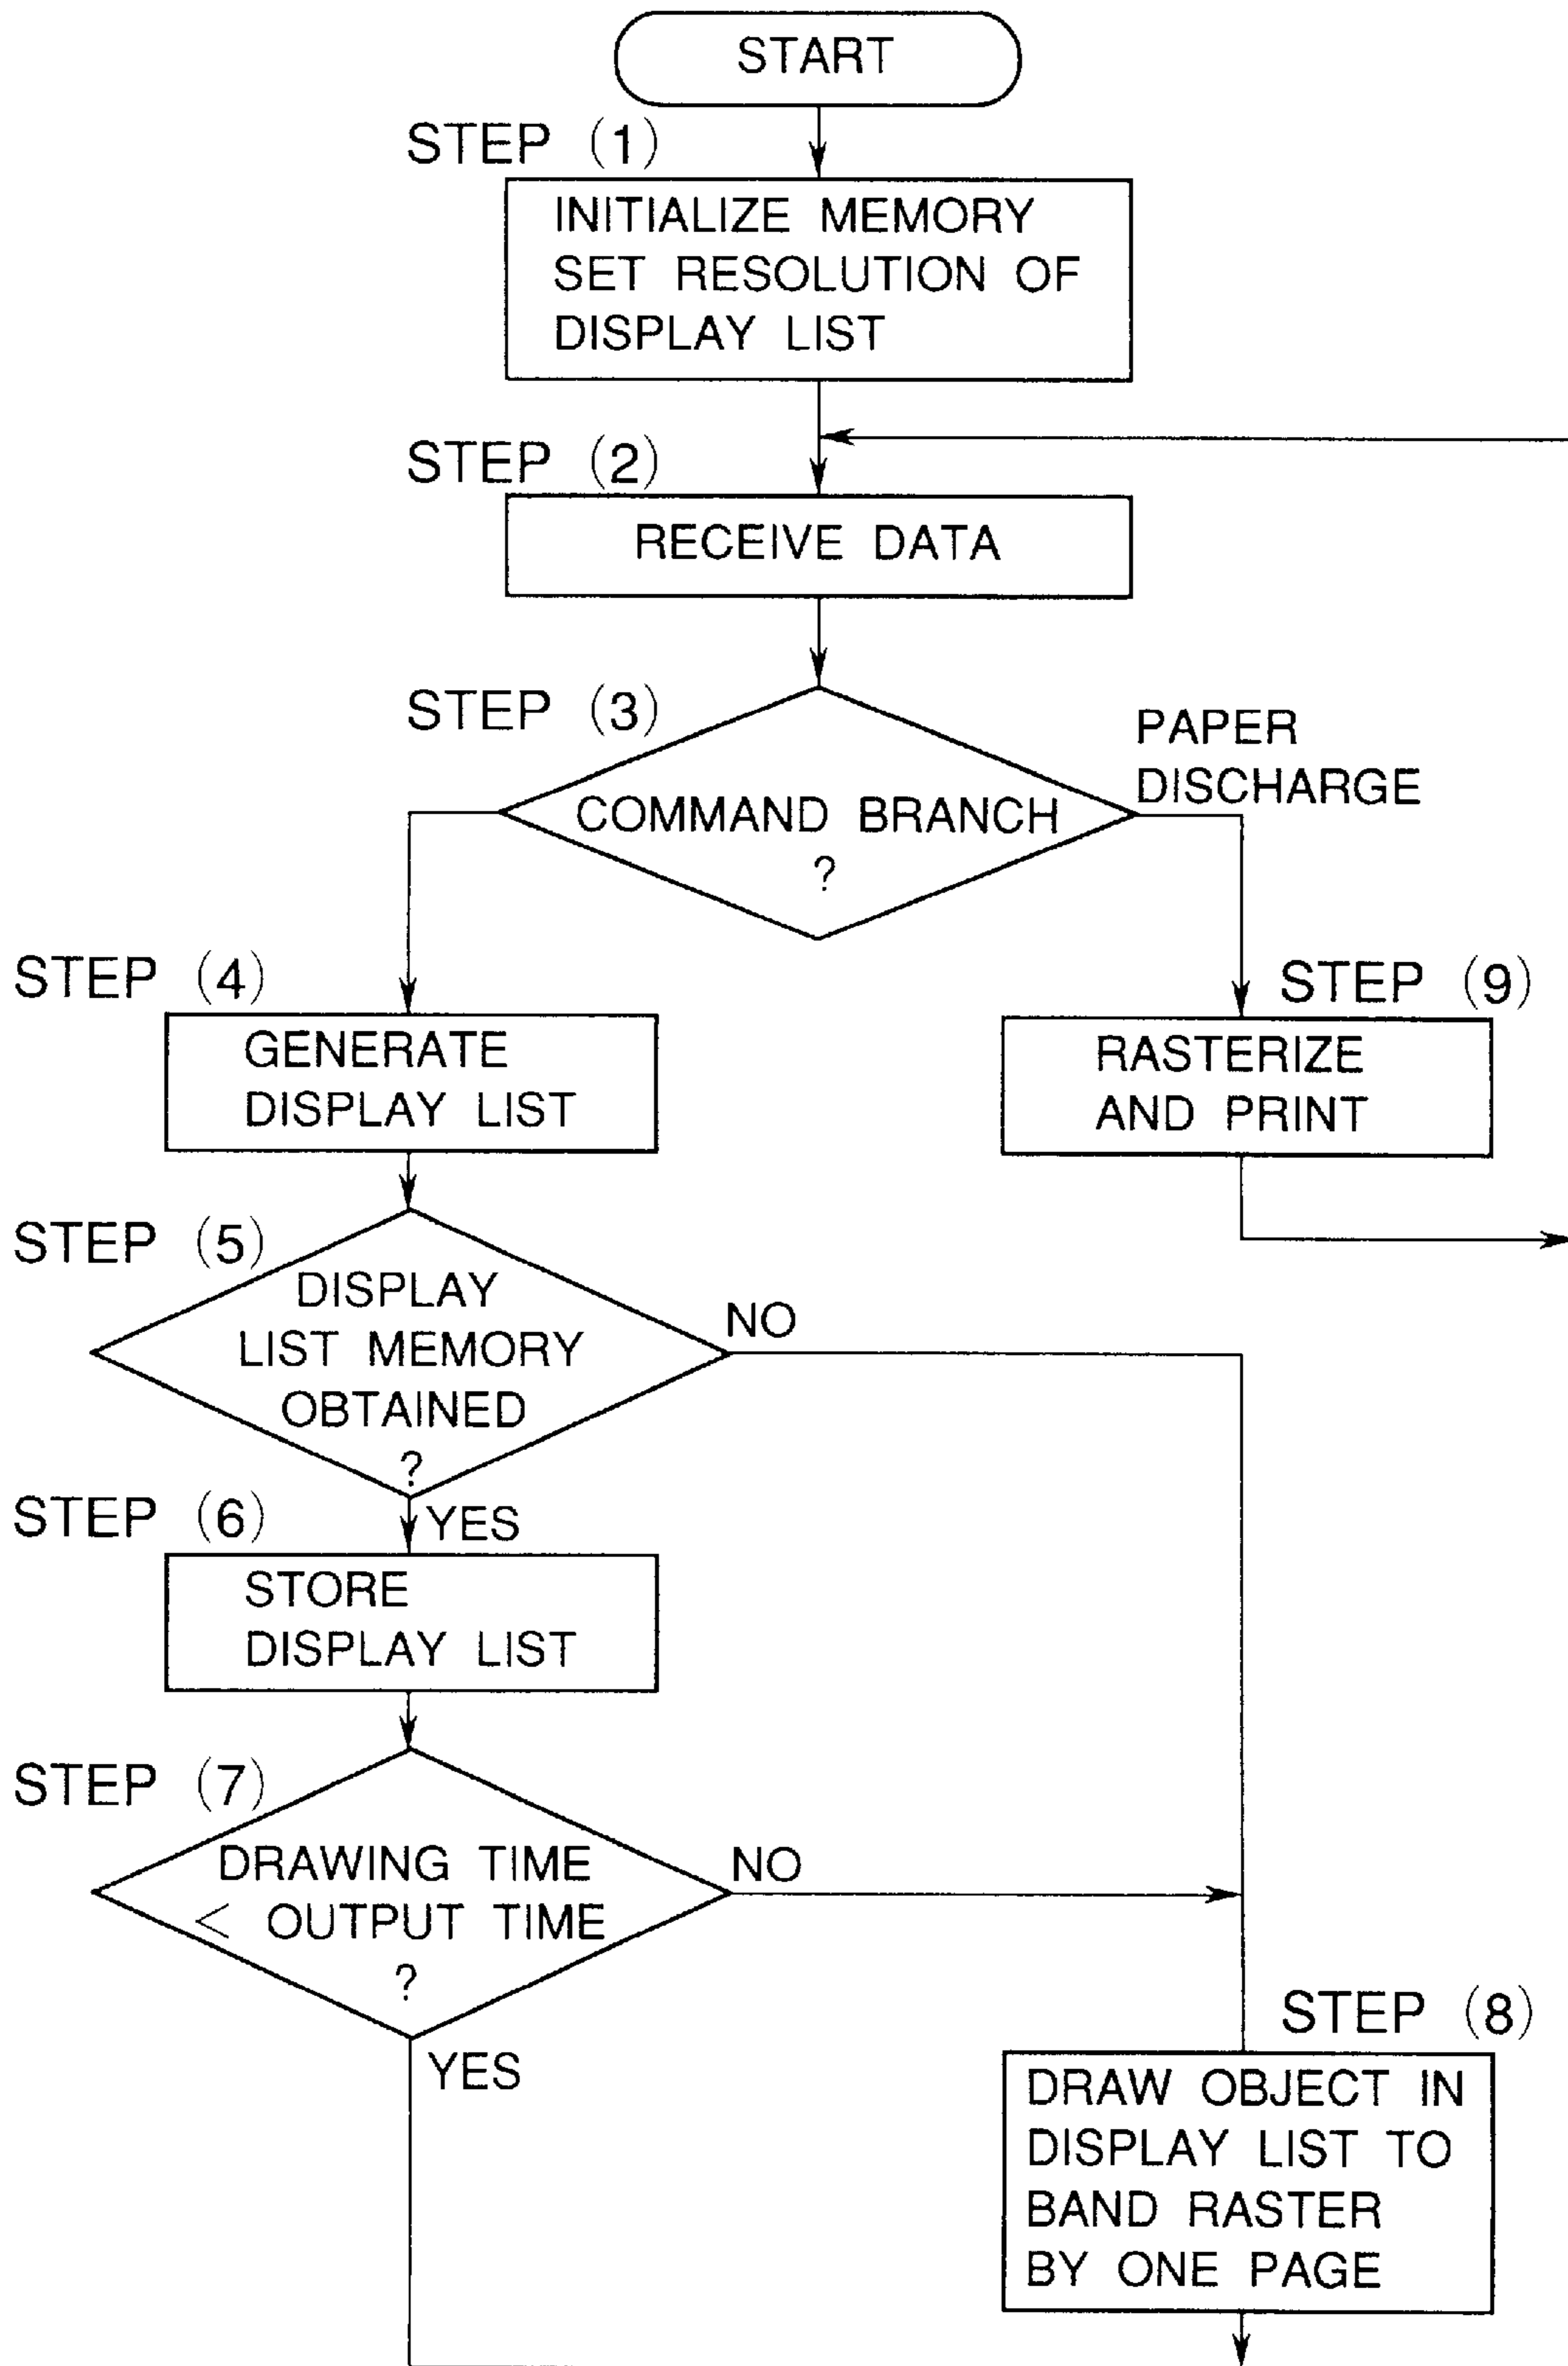 START
STEP (1)
INITIALIZE MEMORY
SET RESOLUTION OF
DISPLAY LIST
STEP (2)
RECEIVE DATA
STEP (3)
COMMAND BRANCH
?
PAPER
DISCHARGE
STEP (4)
GENERATE
DISPLAY LIST
STEP (9)
RASTERIZE
AND PRINT
STEP (5)
DISPLAY
LIST MEMORY
OBTAINED
?
NO
YES
STEP (6)
STORE
DISPLAY LIST
STEP (7)
DRAWING TIME
< OUTPUT TIME
?
NO
YES
STEP (8)
DRAW OBJECT IN
DISPLAY LIST TO
BAND RASTER
BY ONE PAGE